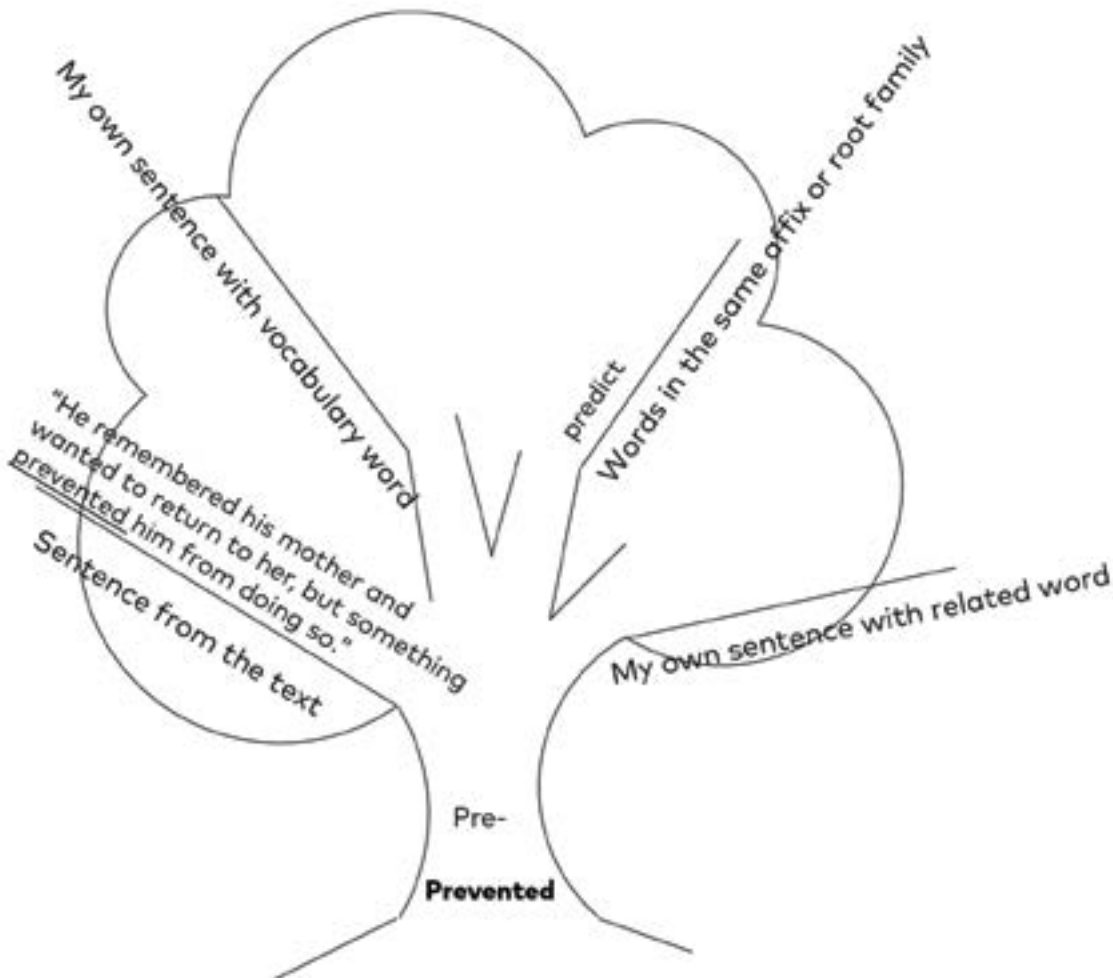 My own sentence with vocabulary word
Words in the same affix or root family
predict
"He remembered his mother and
wanted to return to her, but something
prevented him from doing so."
Sentence from the text
My own sentence with related word
Pre-
Prevented